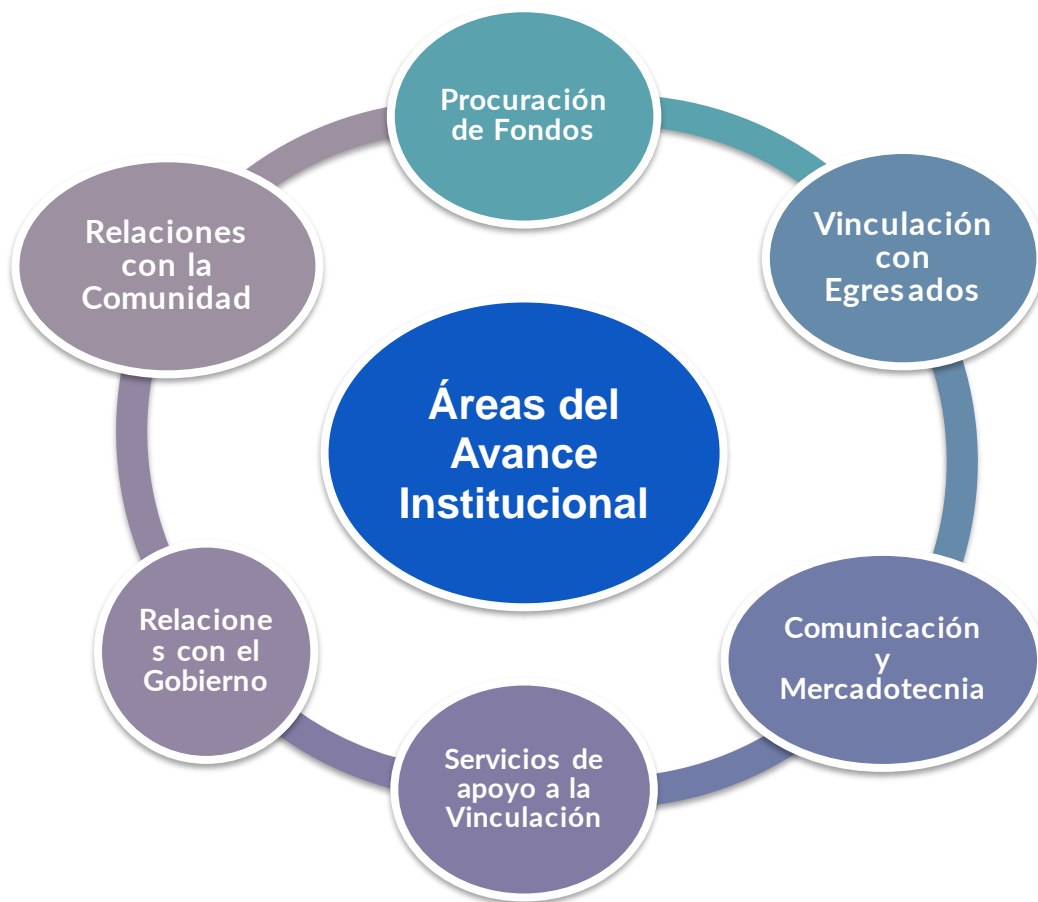 Procuración
de Fondos
Vinculación
con
Egresados
Comunicación
y
Mercadotecnia
Servicios de
apoyo a la
Vinculación
Relacione
s con el
Gobierno
Relaciones
con la
Comunidad
Áreas del
Avance
Institucional